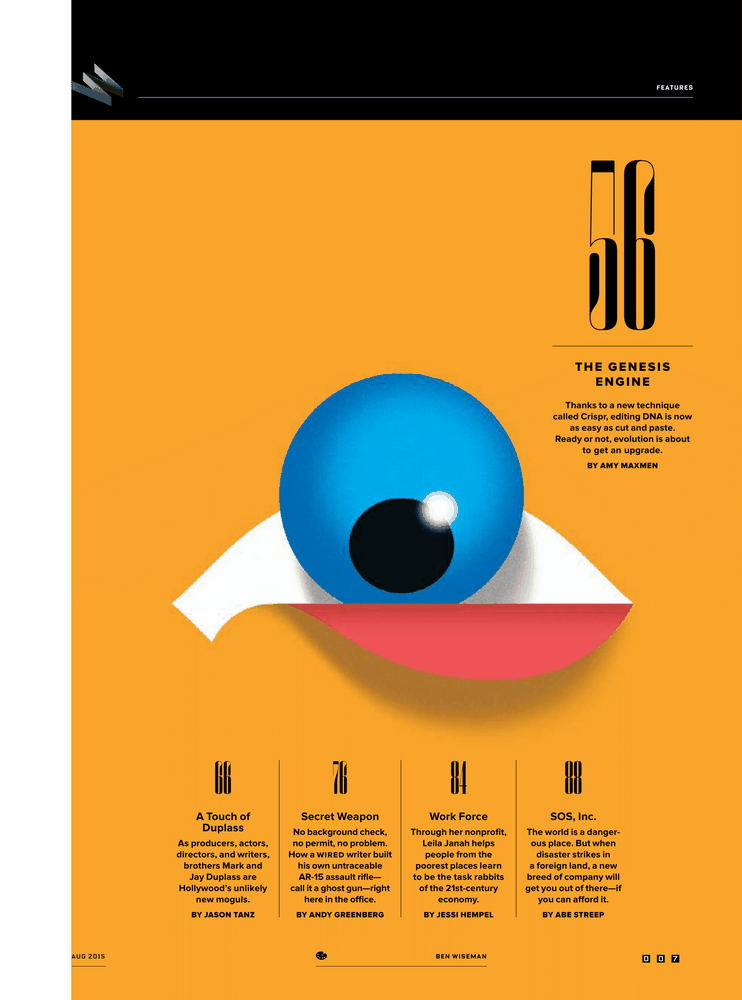 FEATURES
56
THE GENESIS
ENGINE
Thanks to a new technique
called Crispr, editing DNA is now
as easy as cut and paste.
Ready or not, evolution is about
to get an upgrade.
BY AMY MAXMEN
66
A Touch of
Duplass
As producers, actors,
directors, and writers,
brothers Mark and
Jay Duplass are
Hollywood's unlikely
new moguls.
BY JASON TANZ
76
Secret Weapon
No background check,
no permit, no problem.
How a WIRED writer built
his own untraceable
AR-15 assault rifle—
call it a ghost gun—right
here in the office.
BY ANDY GREENBERG
84
Work Force
Through her nonprofit,
Leila Janah helps
people from the
poorest places learn
to be the task rabbits
of the 21st-century
economy.
BY JESSI HEMPEL
88
SOS, Inc.
The world is a danger-
ous place. But when
disaster strikes in
a foreign land, a new
breed of company will
get you out of there—if
you can afford it.
BY ABE STREEP
AUG 2015
BEN WISEMAN
007